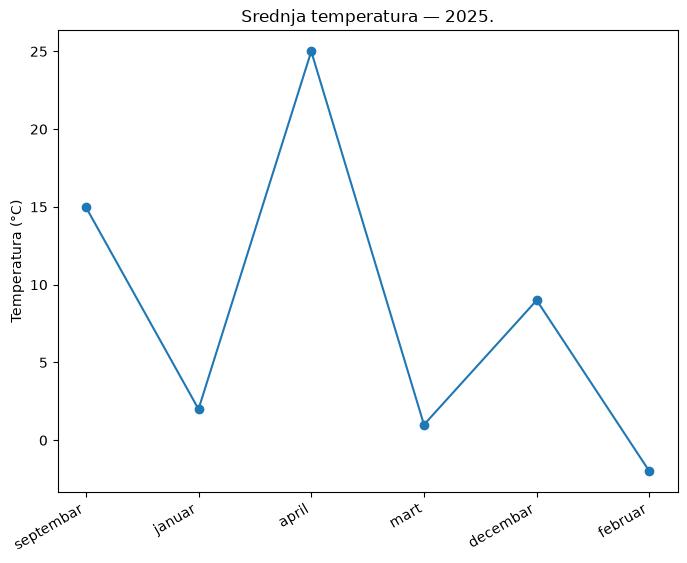 Srednja temperatura — 2025.
Temperatura (°C)
25
20
15
10
5
0
septembar
januar
april
mart
decembar
februar